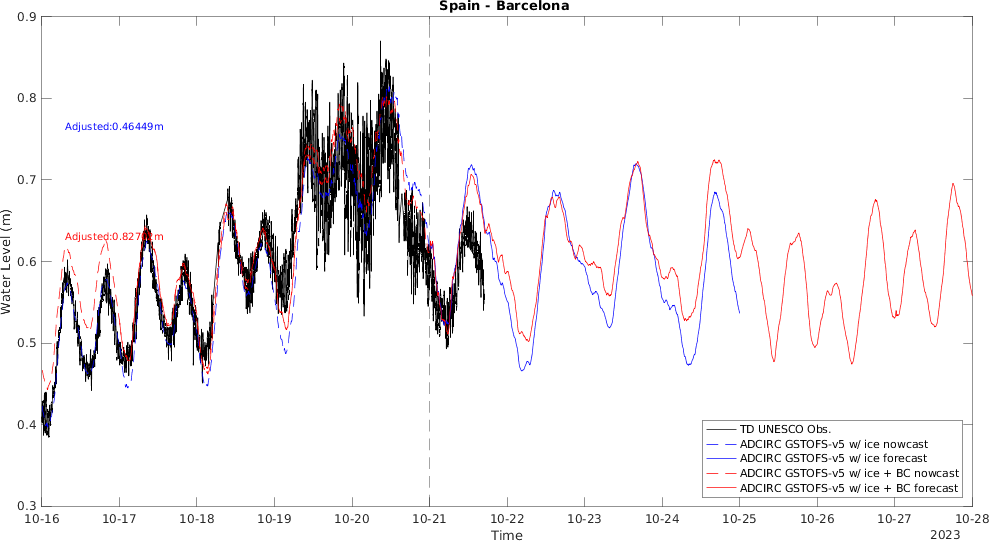 Spain - Barcelona
0.9
0.8
0.7
0.6
0.5
0.4
0.3
Water Level (m)
Adjusted:0.46449m
TD UNESCO Obs.
ADCIRC GSTOFS-v5 w/ ice nowcast
ADCIRC GSTOFS-v5 w/ ice forecast
ADCIRC GSTOFS-v5 w/ ice + BC nowcast
ADCIRC GSTOFS-v5 w/ ice + BC forecast
10-16 10-17 10-18 10-19 10-20 10-21 10-22 10-23 10-24 10-25 10-26 10-27 10-28
Time
2023